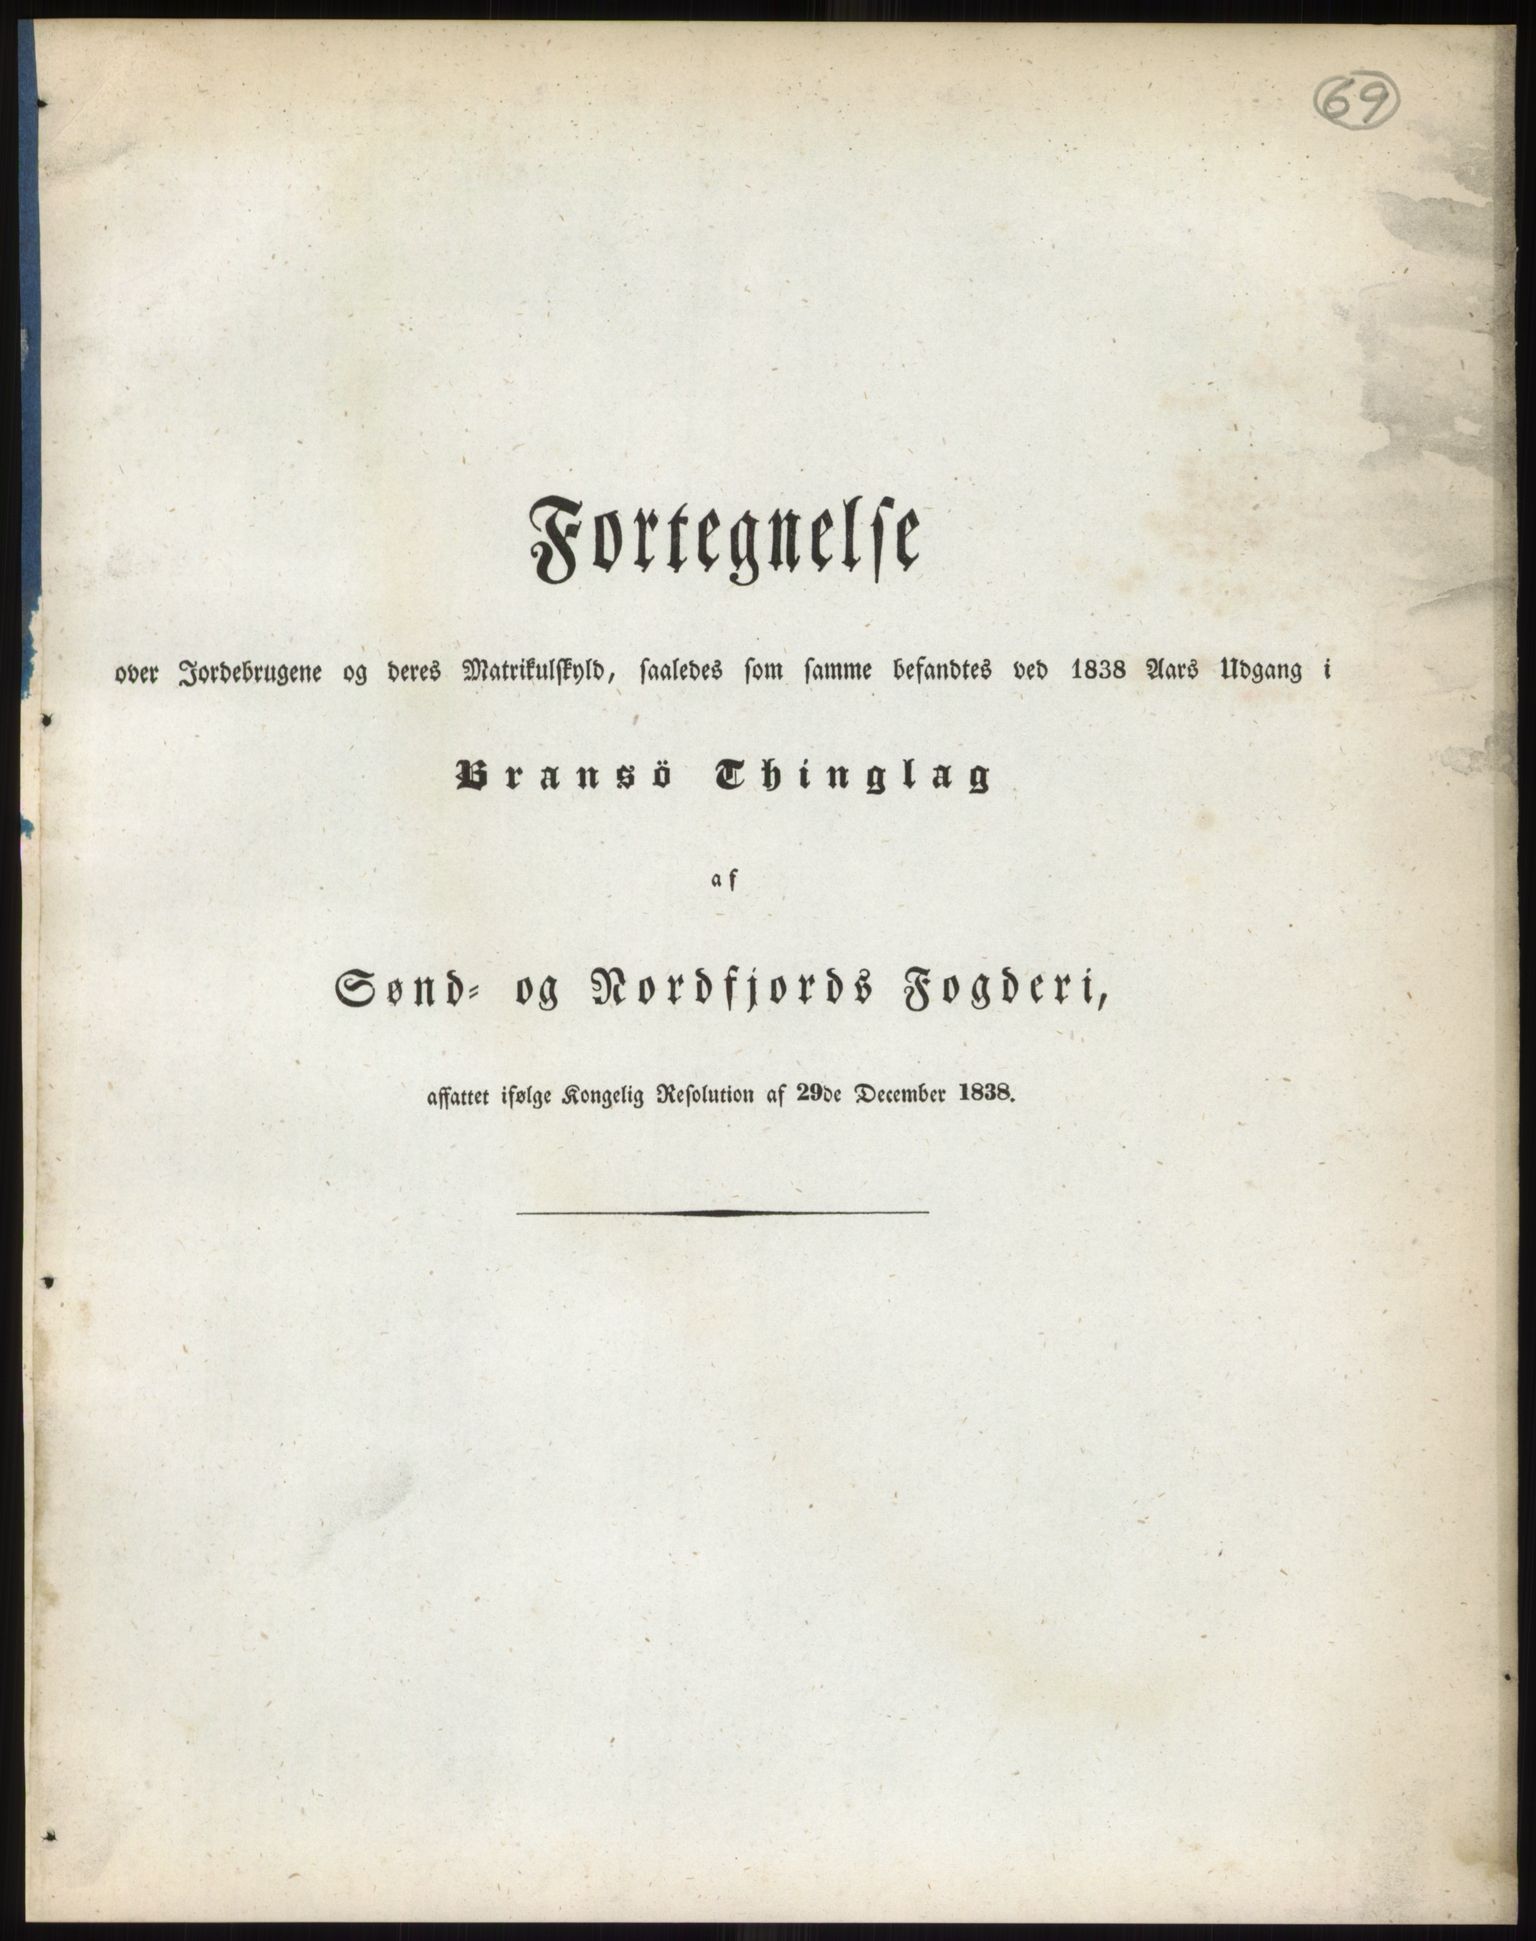 69
Fortegnelse
over Jordebrugene og deres Matrikulskyld, saaledes som samme befandtes ved 1838 Aars Udgang i
Bransö Thinglag
af
Sønd- og Nordfjords Fogderi,
affattet ifølge Kongelig Resolution af 29de December 1838.